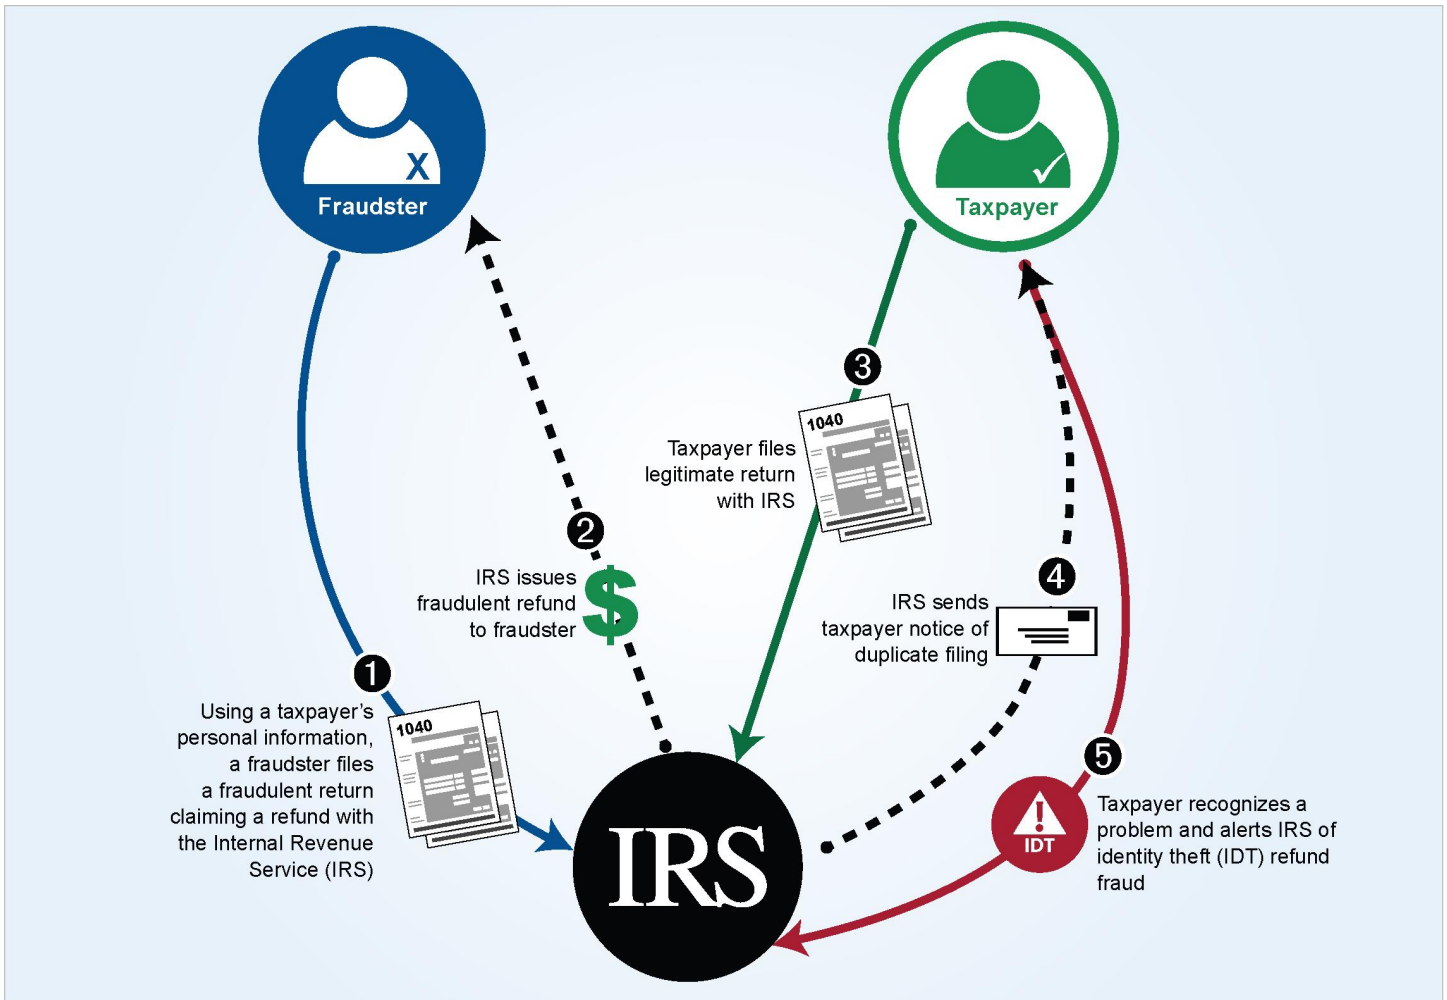 X
Fraudster
Taxpayer
1
1040
Using a taxpayer’s
personal information,
a fraudster files
a fraudulent return
claiming a refund with
the Internal Revenue
Service (IRS)
2
IRS issues
fraudulent refund
to fraudster
$
3
1040
Taxpayer files
legitimate return
with IRS
4
IRS sends
taxpayer notice of
duplicate filing
5
!
IDT
Taxpayer recognizes a
problem and alerts IRS of
identity theft (IDT) refund
fraud
IRS